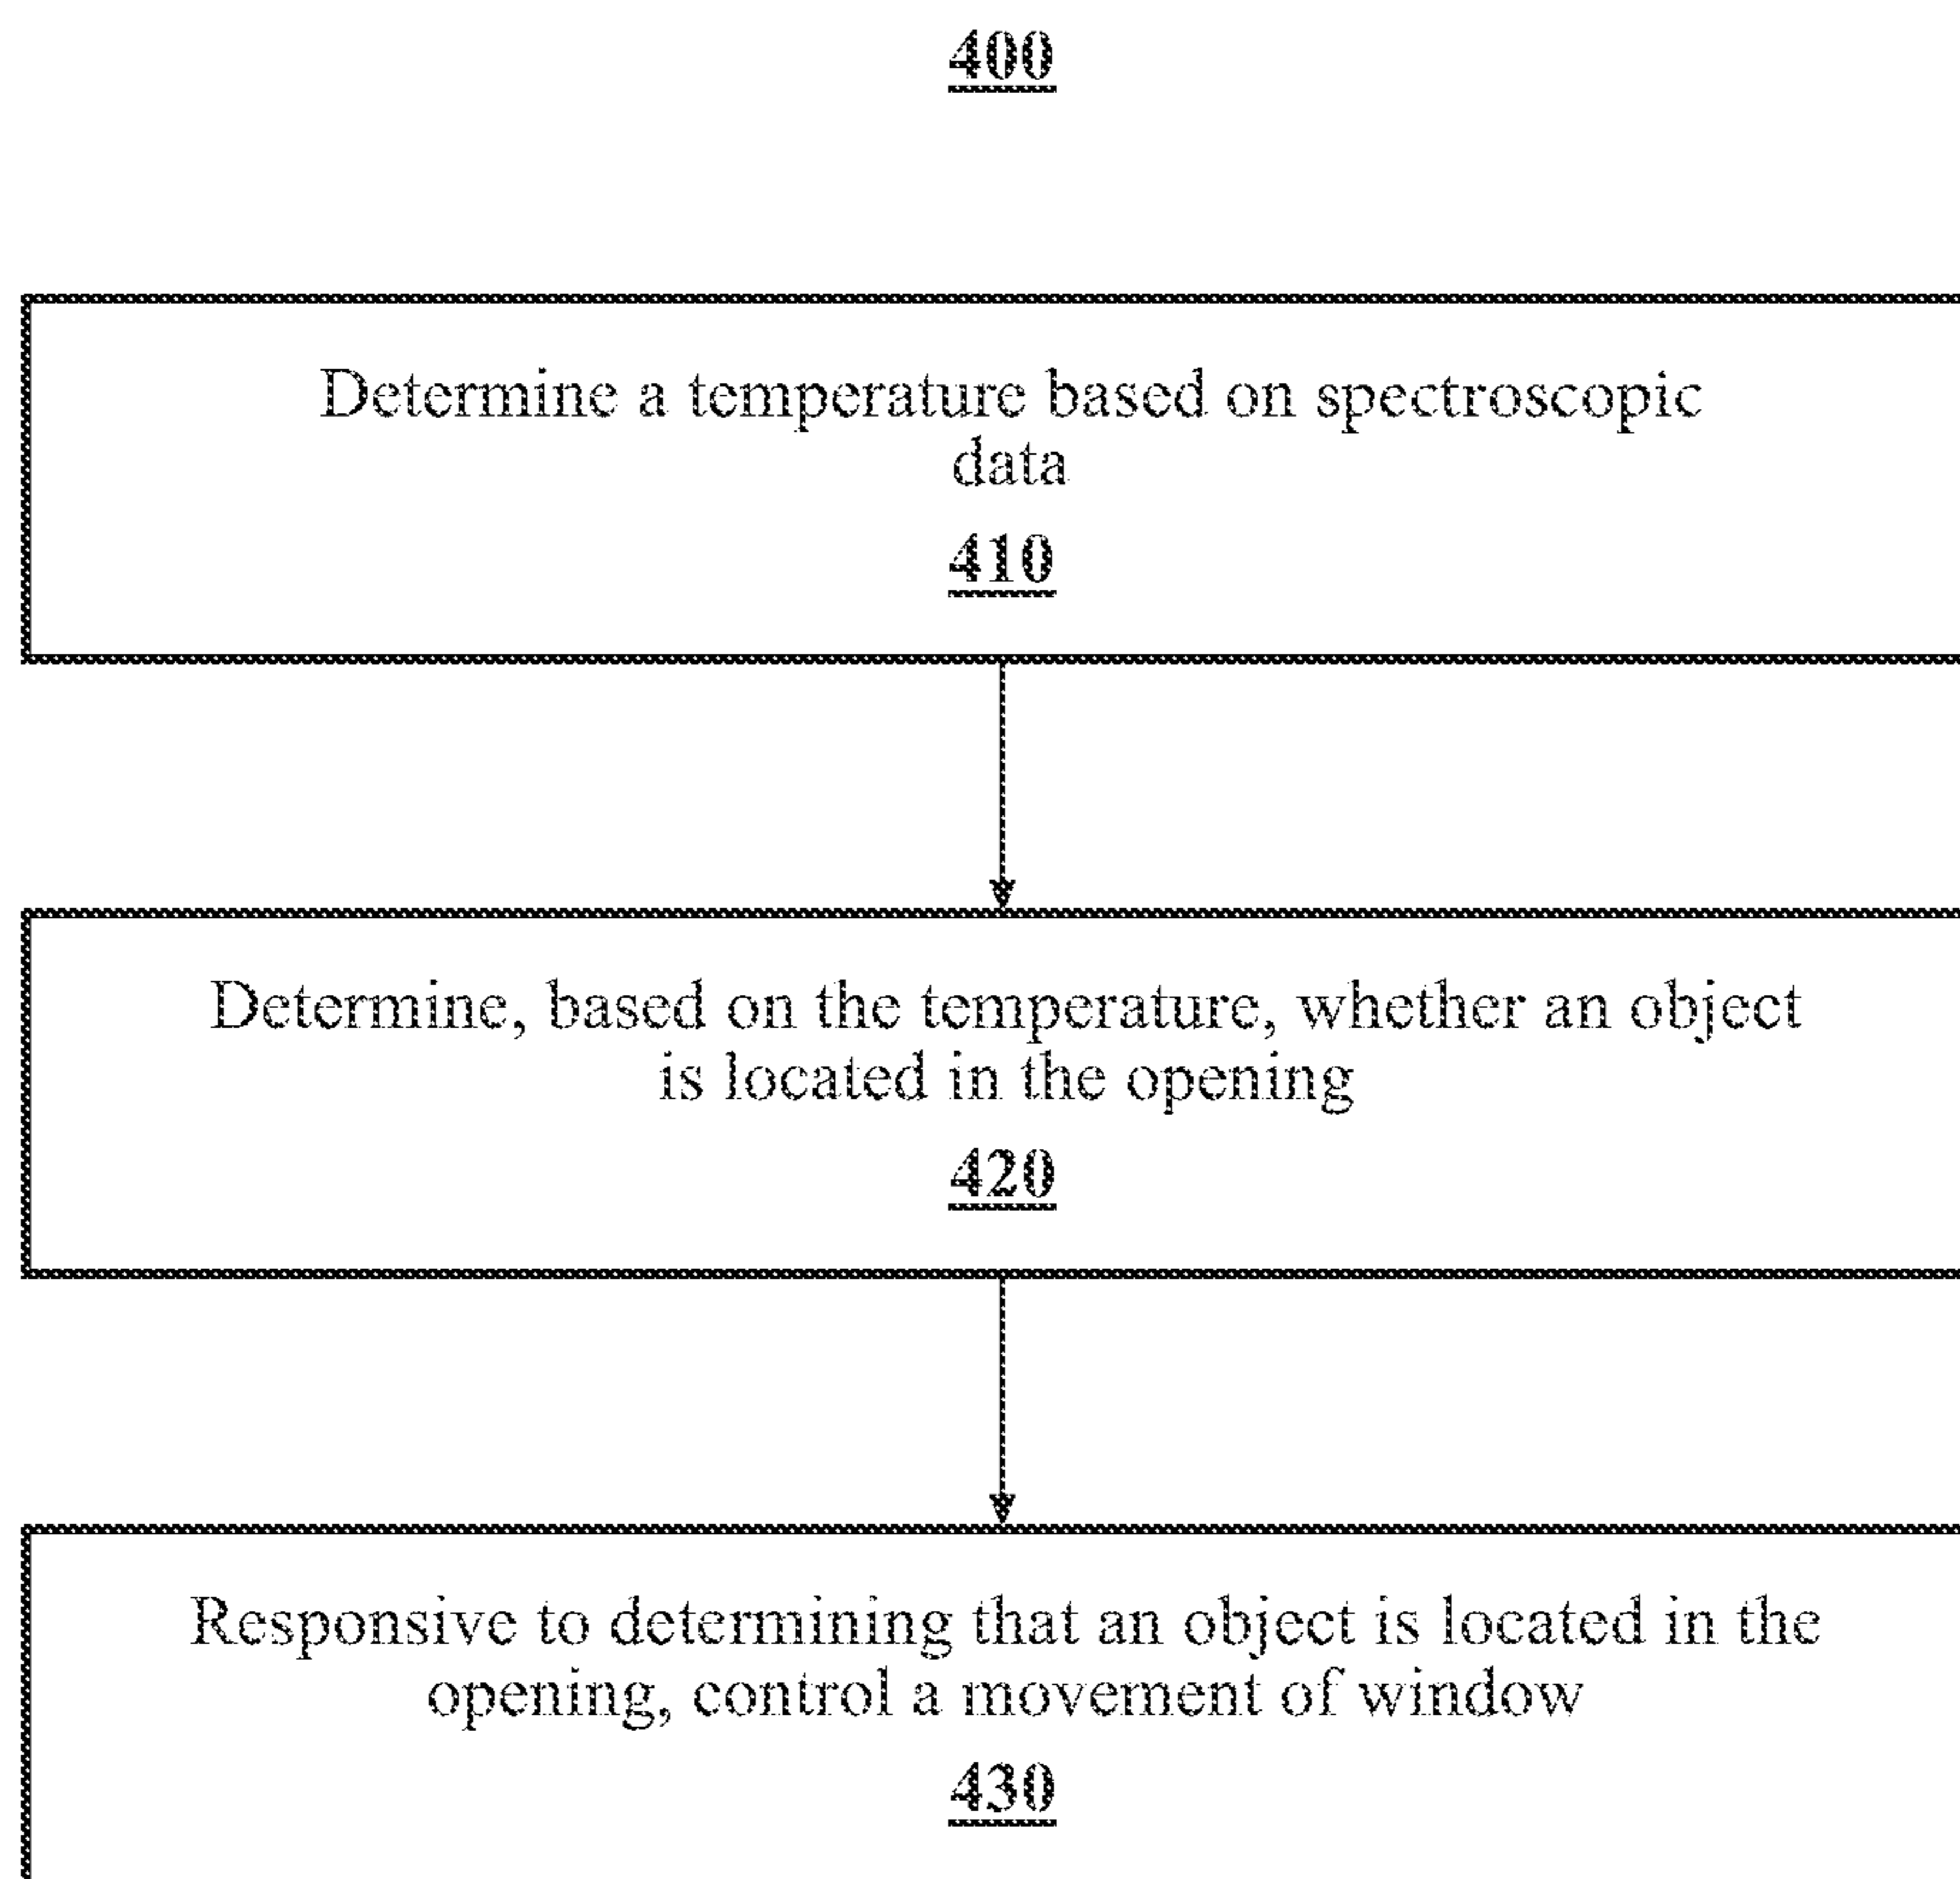 400
Determine a temperature based on spectroscopic
data
410
Determine, based on the temperature, whether an object
is located in the opening
420
Responsive to determining that an object is located in the
opening, control a movement of window
430